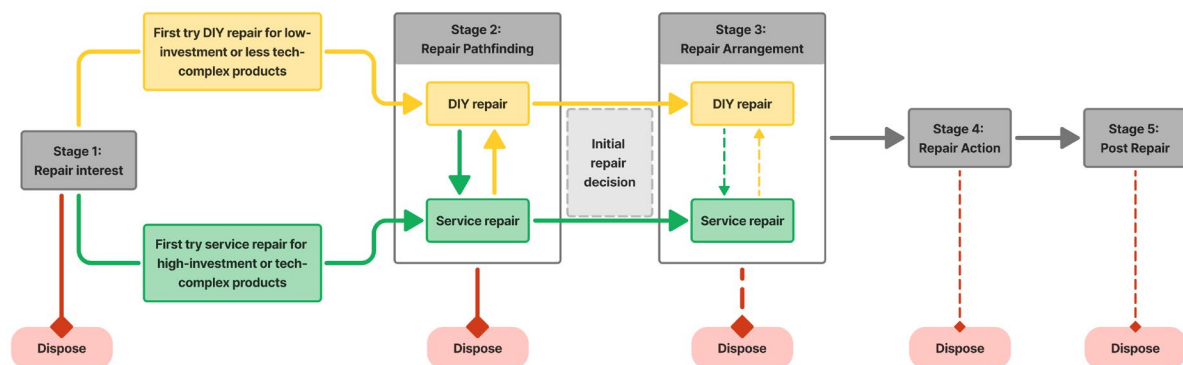 First try DIY repair for low-
investment or less tech-
complex products
Stage 2:
Repair Pathfinding
Stage 3:
Repair Arrangement
DIY repair
DIY repair
Stage 1:
Repair interest
Initial
repair
decision
Stage 4:
Repair Action
Stage 5:
Post Repair
First try service repair for
high-investment or tech-
complex products
Service repair
Service repair
Dispose
Dispose
Dispose
Dispose
Dispose